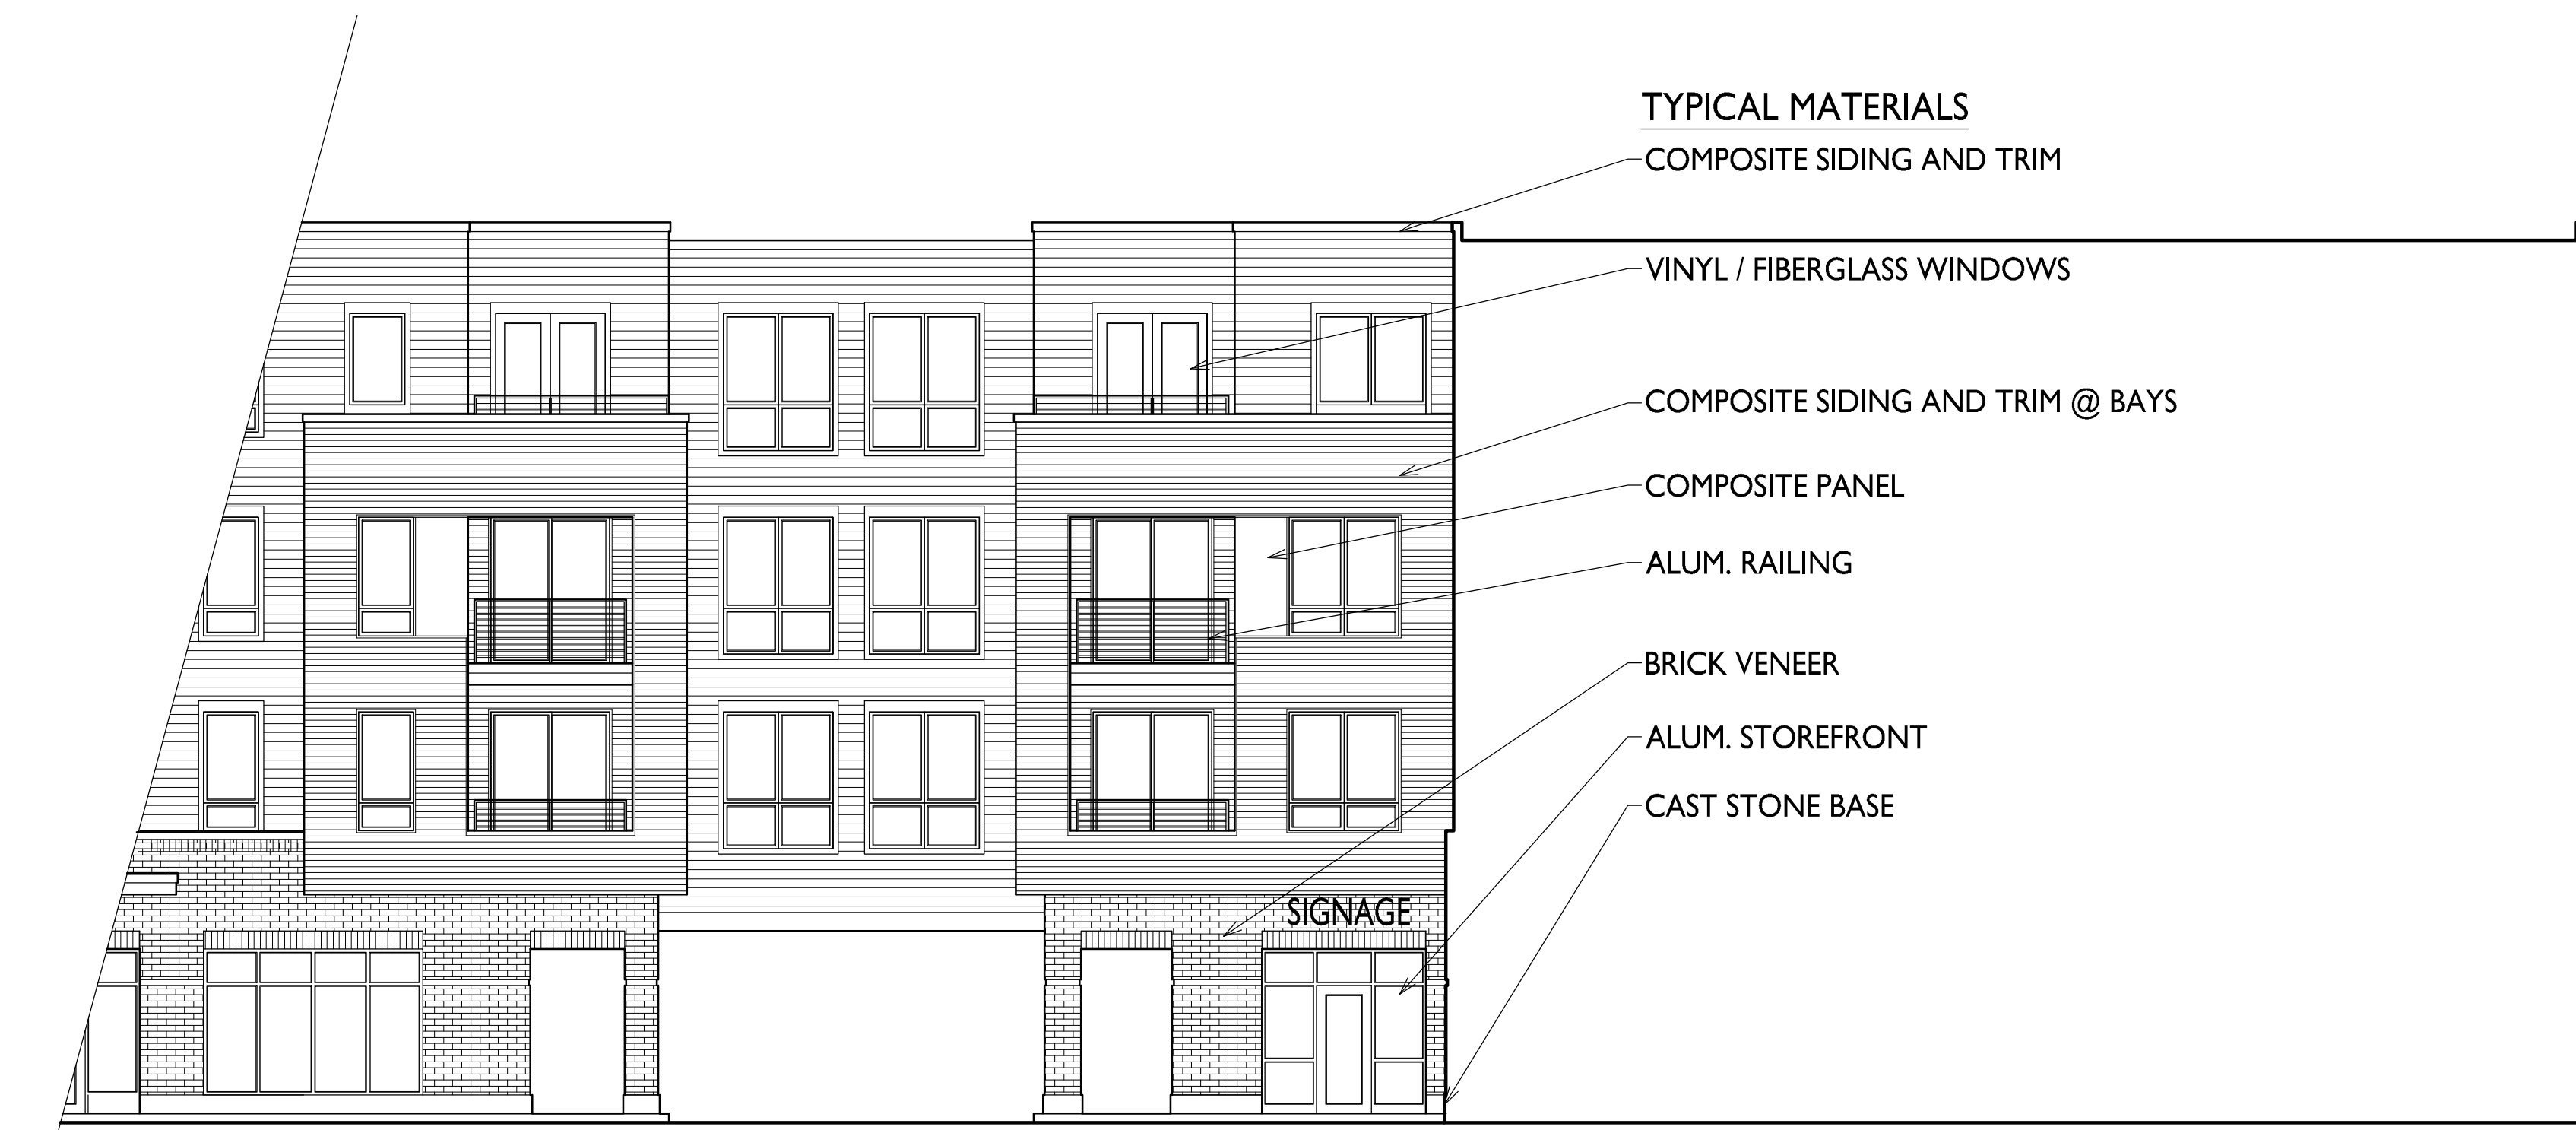 TYPICAL MATERIALS
COMPOSITE SIDING AND TRIM
VINYL / FIBERGLASS WINDOWS
COMPOSITE SIDING AND TRIM @ BAYS
COMPOSITE PANEL
ALUM. RAILING
BRICK VENEER
ALUM. STOREFRONT
CAST STONE BASE
SIGNAGE